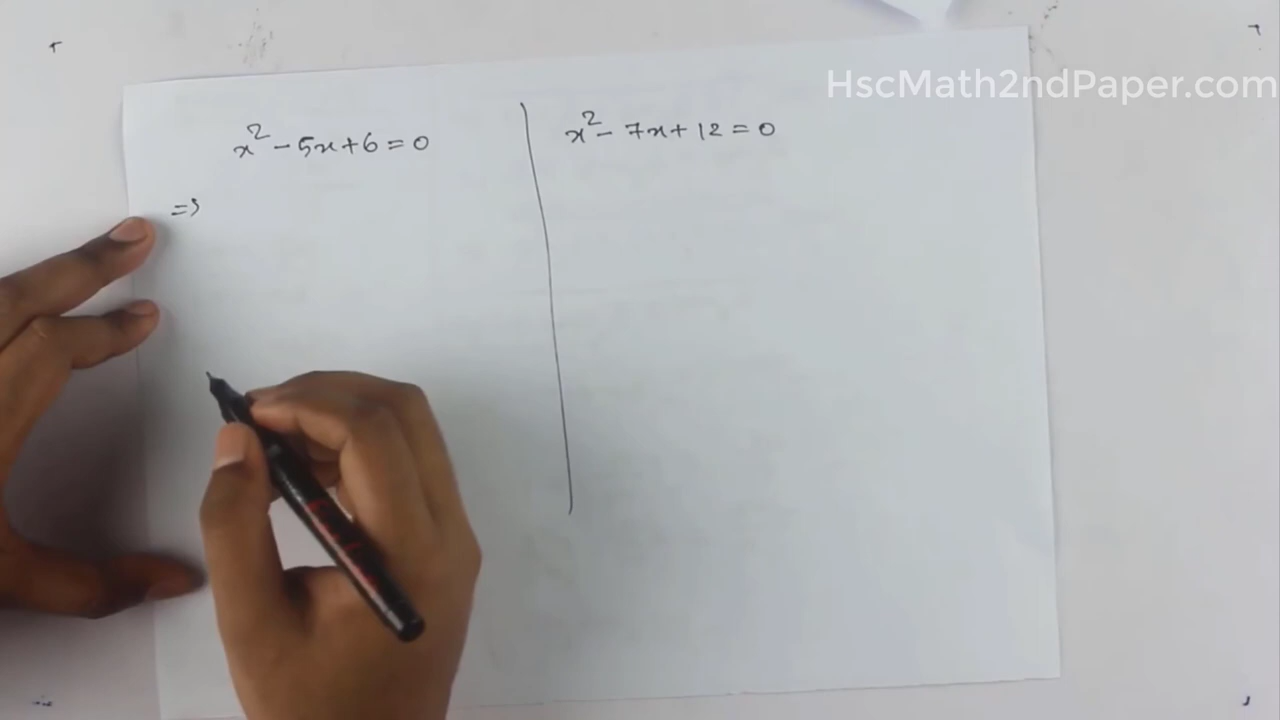 HscMath2ndPaper.com
x² - 5x + 6 = 0
=>
x² - 7x + 12 = 0